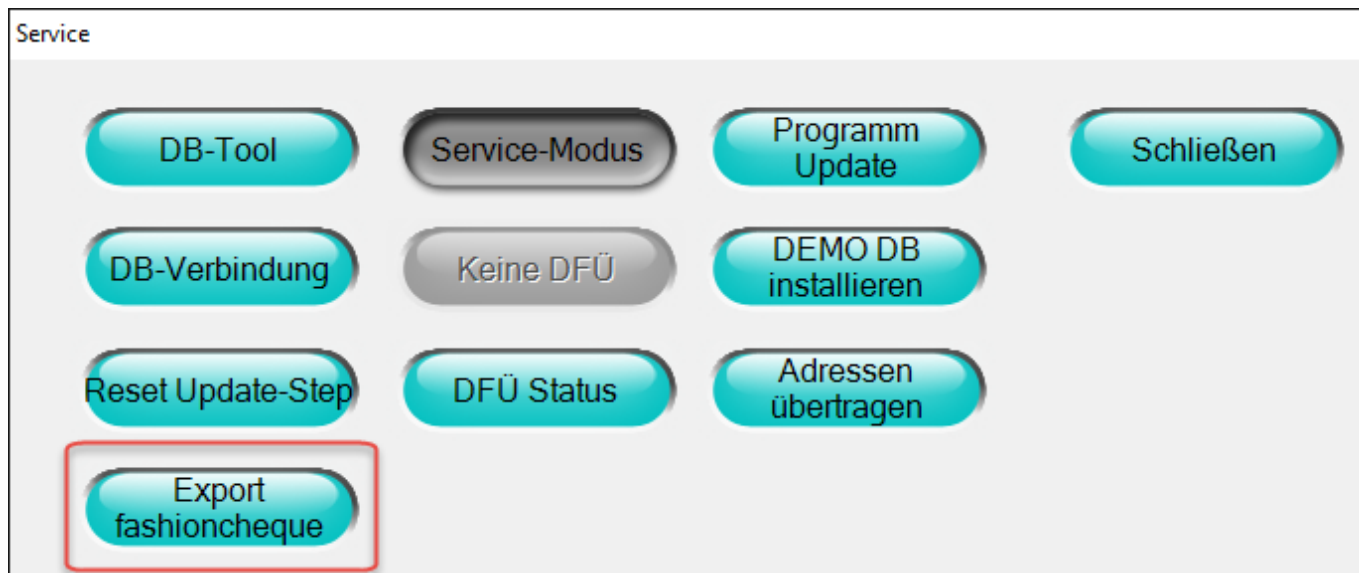 Service
DB-Tool
Service-Modus
Programm
Update
Schließen
DB-Verbindung
Keine DFÜ
DEMO DB
installieren
Reset Update-Step
DFÜ Status
Adressen
übertragen
Export
fashioncheque